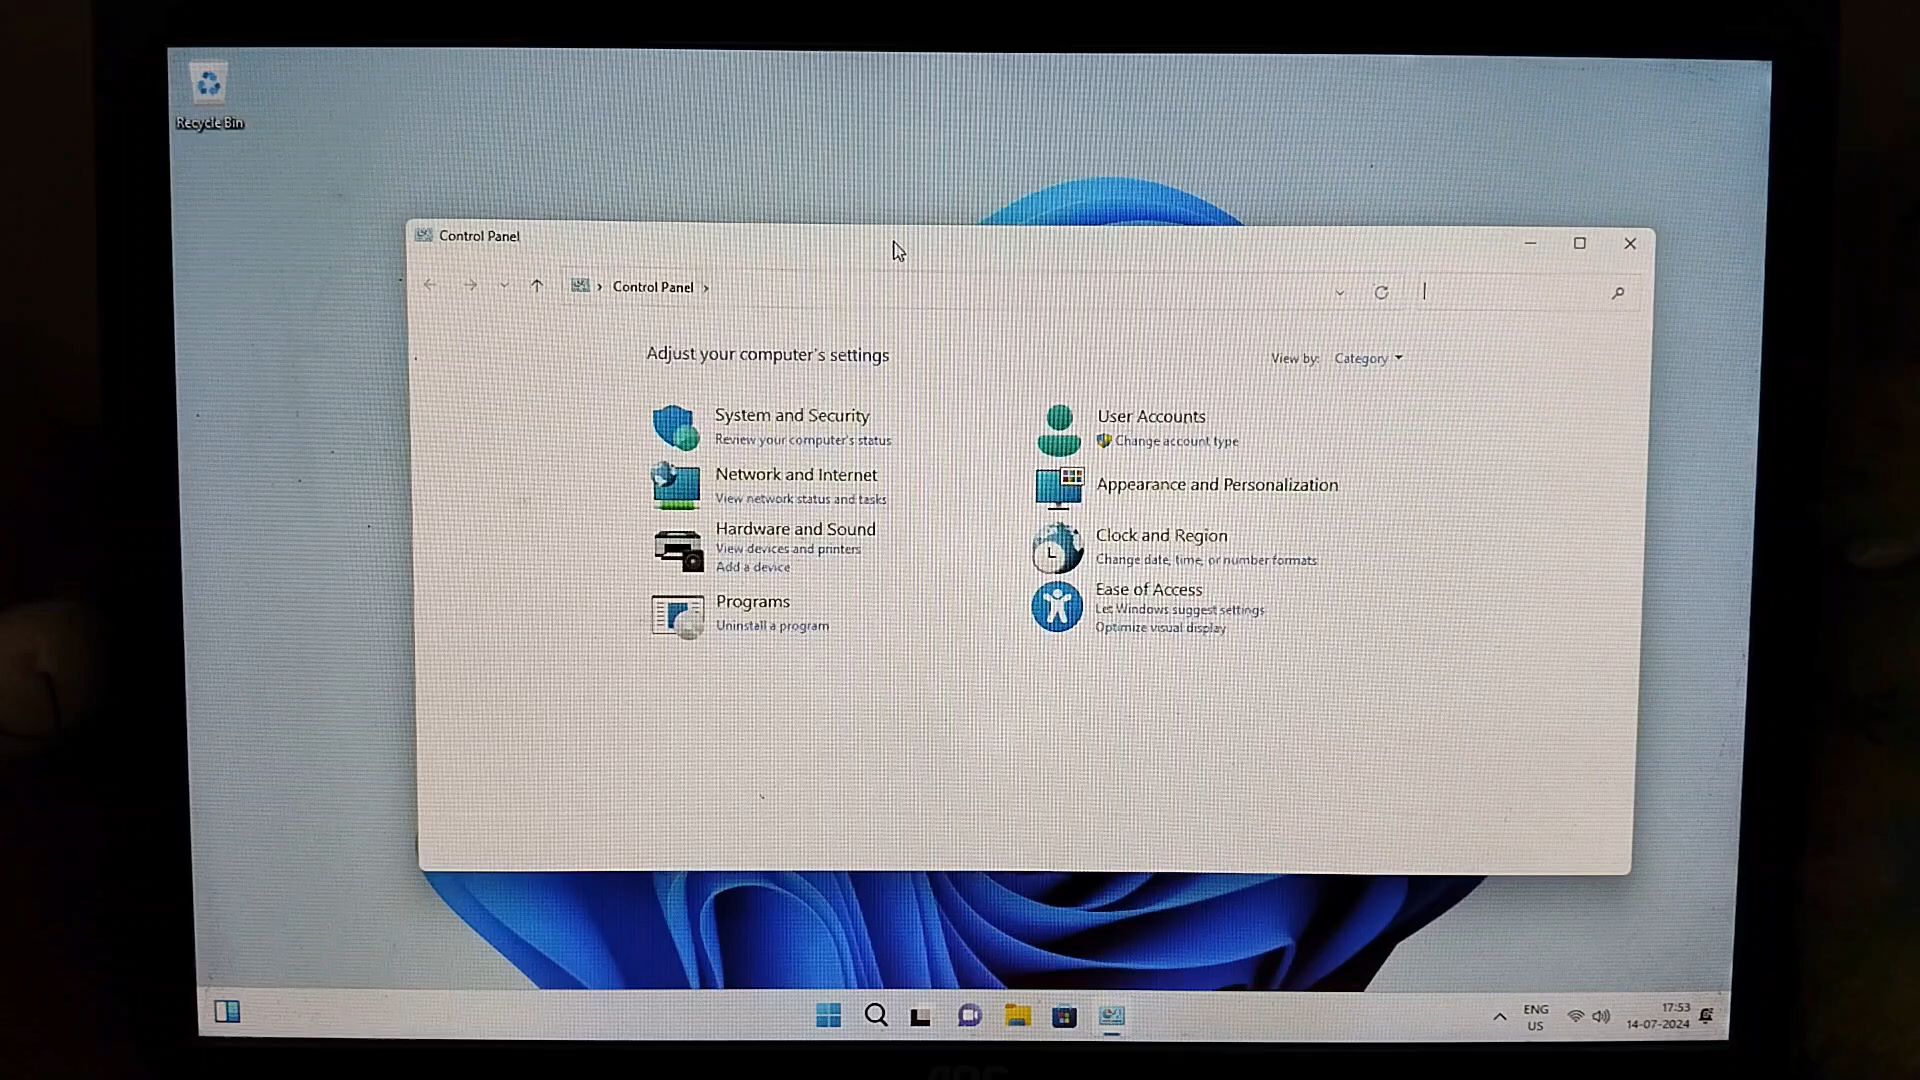 Recycle Bin
Control Panel
Control Panel
Adjust your computer's settings
View by: Category
System and Security
Review your computer's status
Network and Internet
View network status and tasks
Hardware and Sound
View devices and printers
Add a device
Programs
Uninstall a program
User Accounts
Change account type
Appearance and Personalization
Clock and Region
Change date, time, or number formats
Ease of Access
Let Windows suggest settings
Optimize visual display
ENG
US
17:53
14-07-2024
AOC